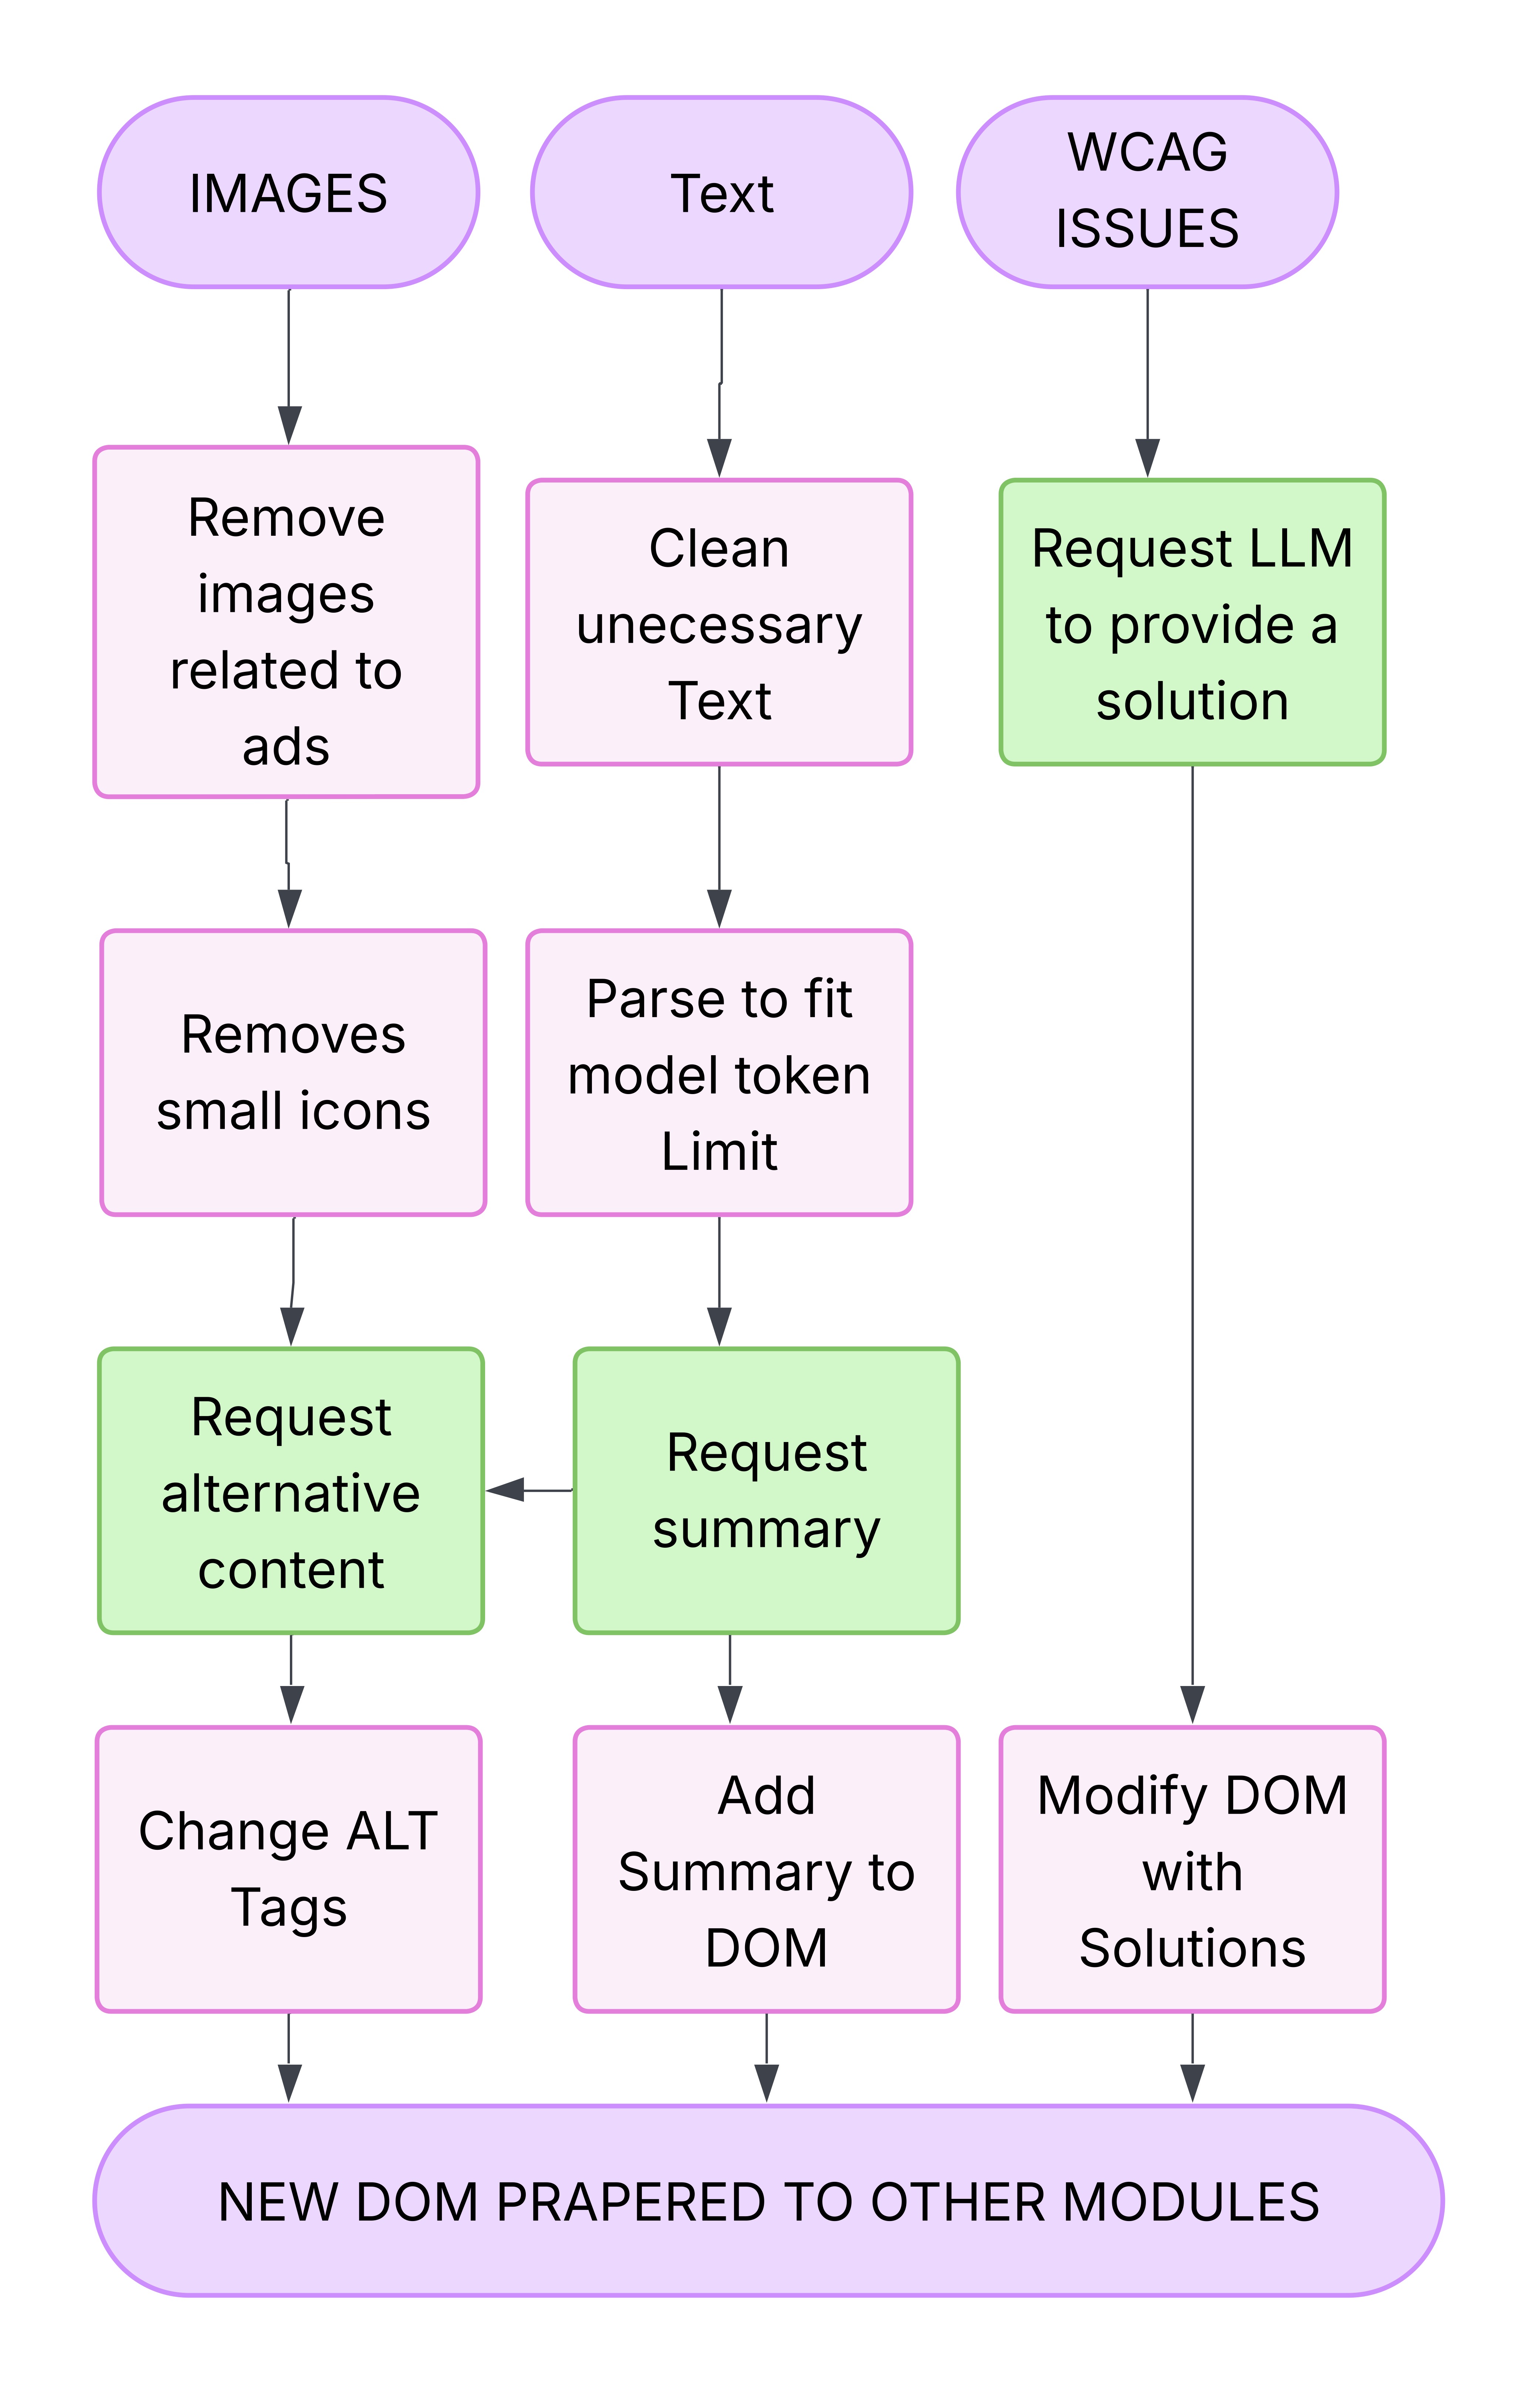 IMAGES
Text
WCAG
ISSUES
Remove
images
related to
ads
Clean
unecessary
Text
Request LLM
to provide a
solution
Removes
small icons
Parse to fit
model token
Limit
Request
alternative
content
Request
summary
Change ALT
Tags
Add
Summary to
DOM
Modify DOM
with
Solutions
NEW DOM PRAPERED TO OTHER MODULES